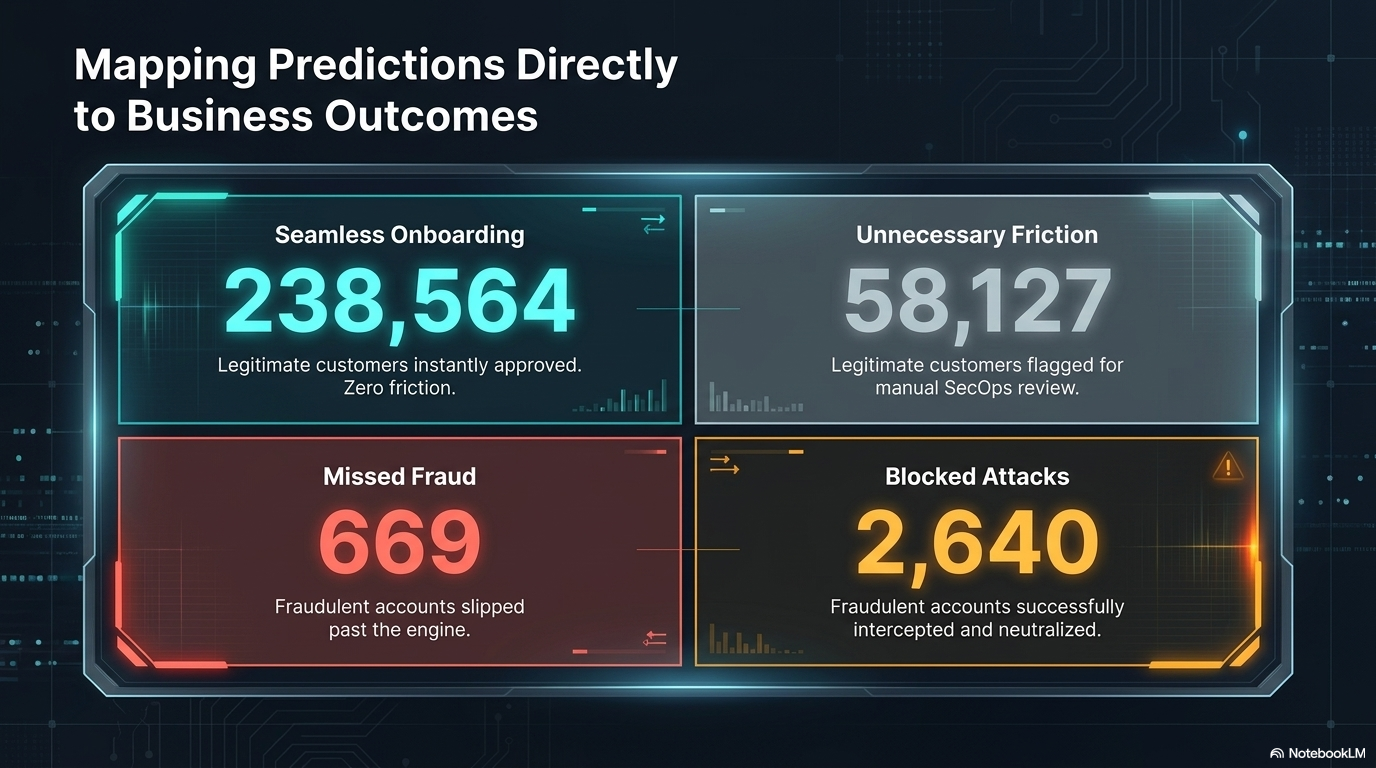 Mapping Predictions Directly
to Business Outcomes
Seamless Onboarding
238,564
Legitimate customers instantly approved.
Zero friction.
Unnecessary Friction
58,127
Legitimate customers flagged for
manual SecOps review.
Missed Fraud
669
Fraudulent accounts slipped
past the engine.
Blocked Attacks
2,640
Fraudulent accounts successfully
intercepted and neutralized.
NotebookLM